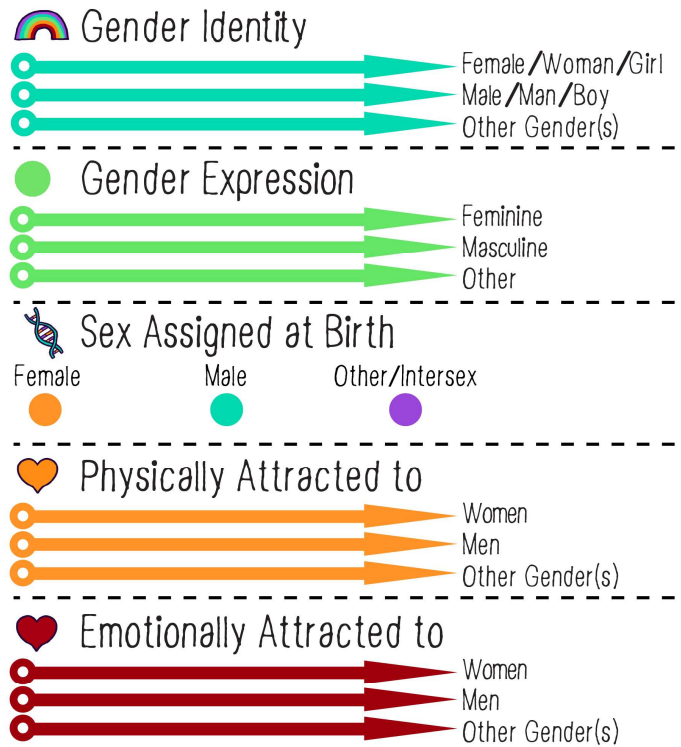 Gender Identity
Female/Woman/Girl
Male/Man/Boy
Other Gender(s)
Gender Expression
Feminine
Masculine
Other
Sex Assigned at Birth
Female Male Other/Intersex
Physically Attracted to
Women
Men
Other Gender(s)
Emotionally Attracted to
Women
Men
Other Gender(s)